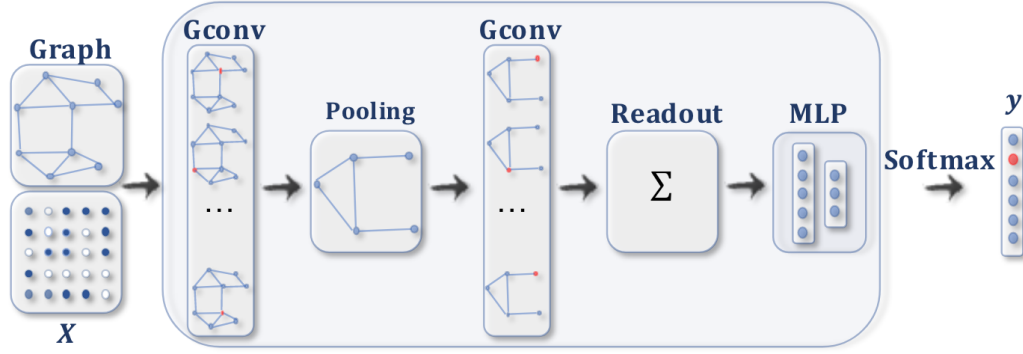 Graph
X
Gconv
...
Pooling
Gconv
...
Readout
Σ
MLP
Softmax
y